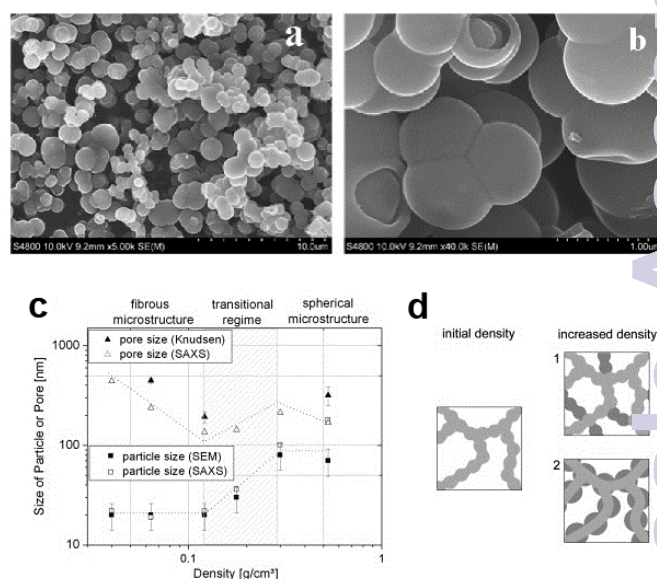 a
b
S4800 10.0kV 9.2mm x5.00k SE(M)
10.0um
S4800 10.0kV 9.2mm x40.0k SE(M)
1.00um
c
fibrous transitional spherical
microstructure regime microstructure
1000
100
10
Size of Particle or Pore [nm]
pore size (Knudsen)
pore size (SAXS)
particle size (SEM)
particle size (SAXS)
0.1
1
Density [g/cm³]
d
initial density
increased density
1
2